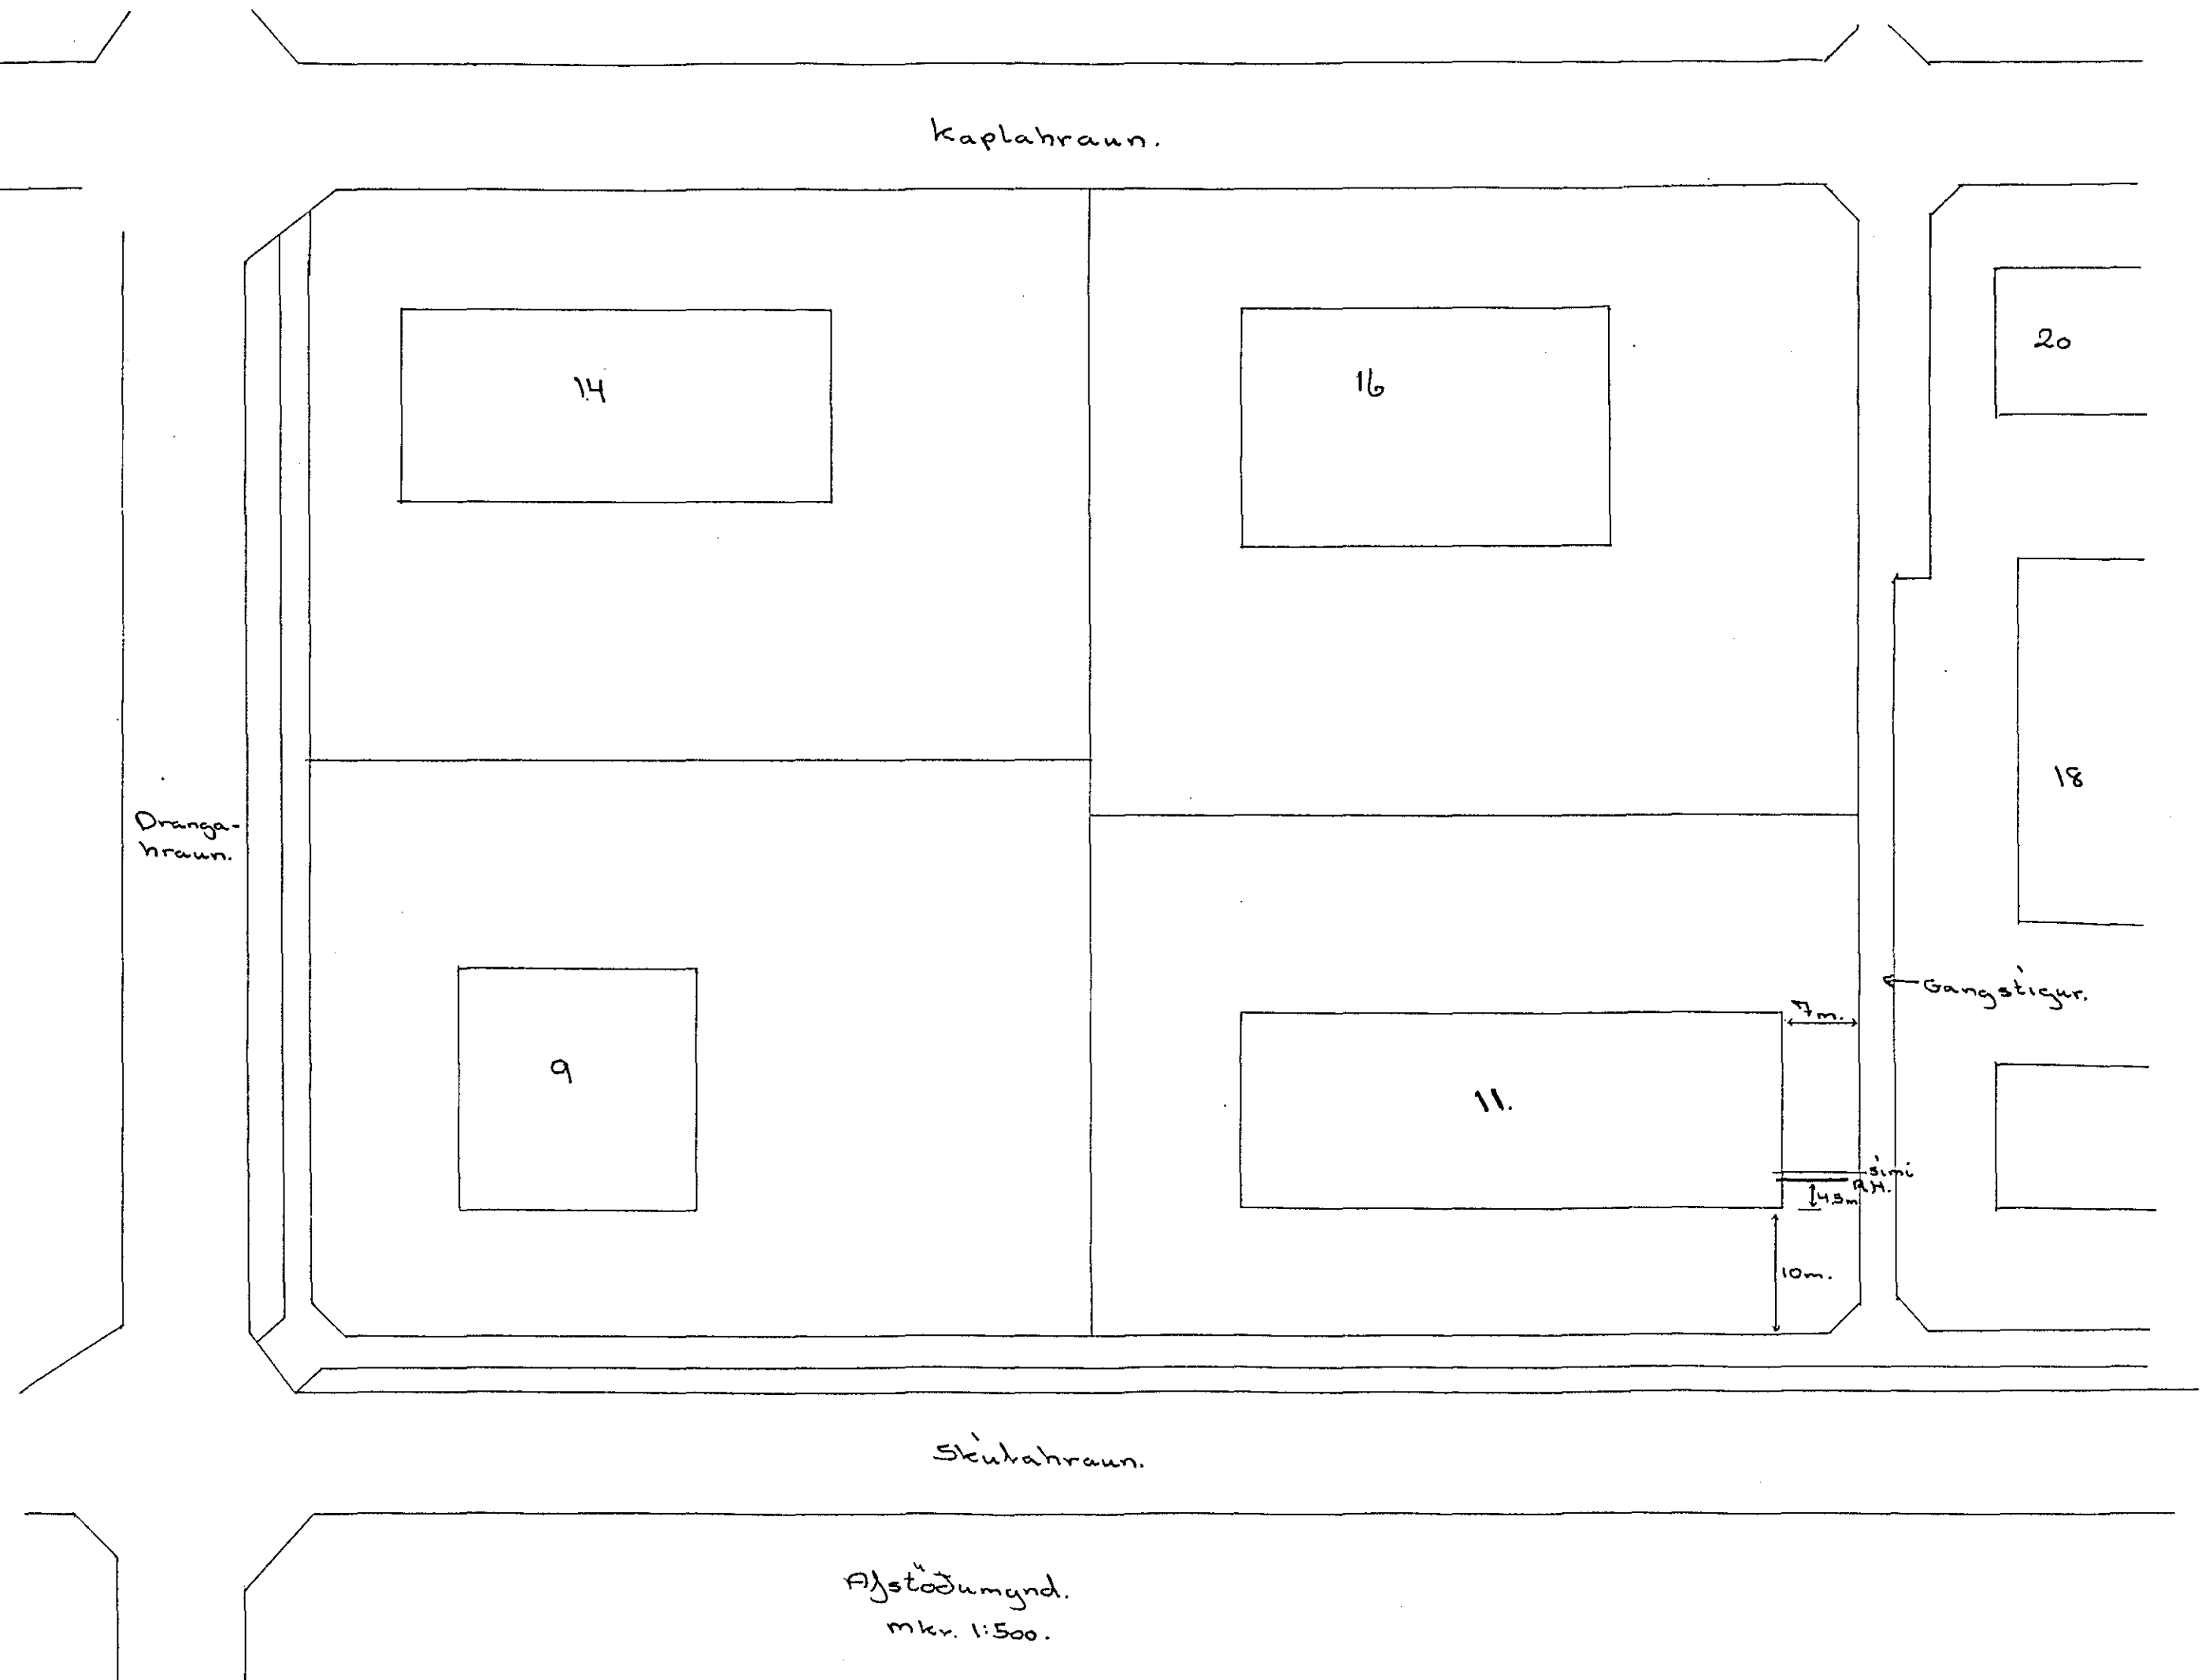 Kaplahraun.
14
16
20
18
Dranga-
hraun.
Gangstígur.
7m.
9
11.
Sími
R.H.
4.5m
10m.
Skútahraun.
Afstöðumynd.
mkr. 1:500.